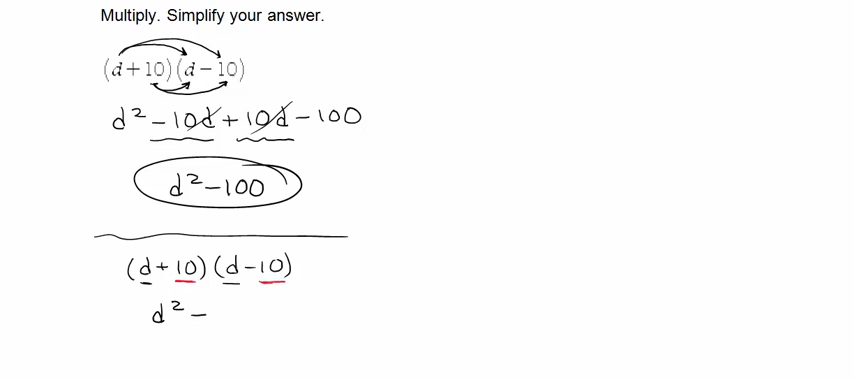 Multiply. Simplify your answer.
(d+10)(d−10)
d² −10d +10d −100
d² −100
(d+10)(d−10)
d² −